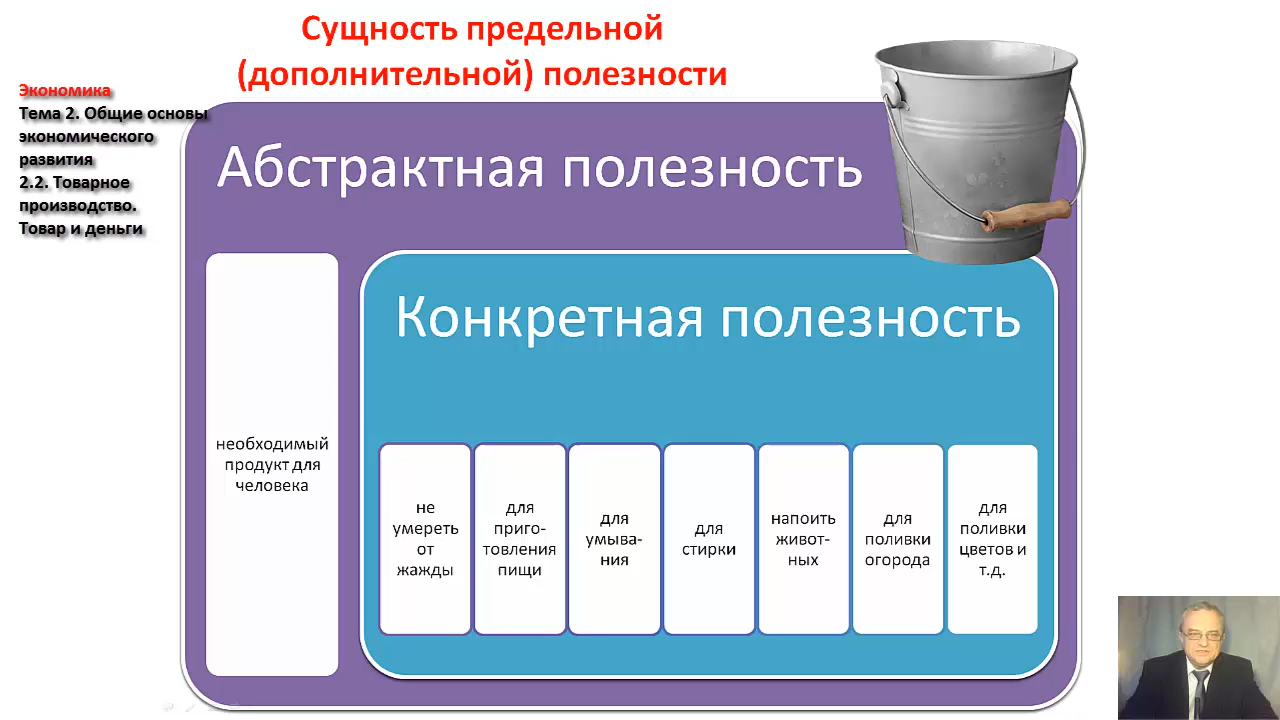 Сущность предельной
(дополнительной) полезности
Экономика
Тема 2. Общие основы
экономического
развития
2.2. Товарное
производство.
Товар и деньги
Абстрактная полезность
необходимый
продукт для
человека
Конкретная полезность
не
умереть
от
жажды
для
приго-
товления
пищи
для
умыва-
ния
для
стирки
напоить
живот-
ных
для
поливки
огорода
для
поливки
цветов и
т.д.